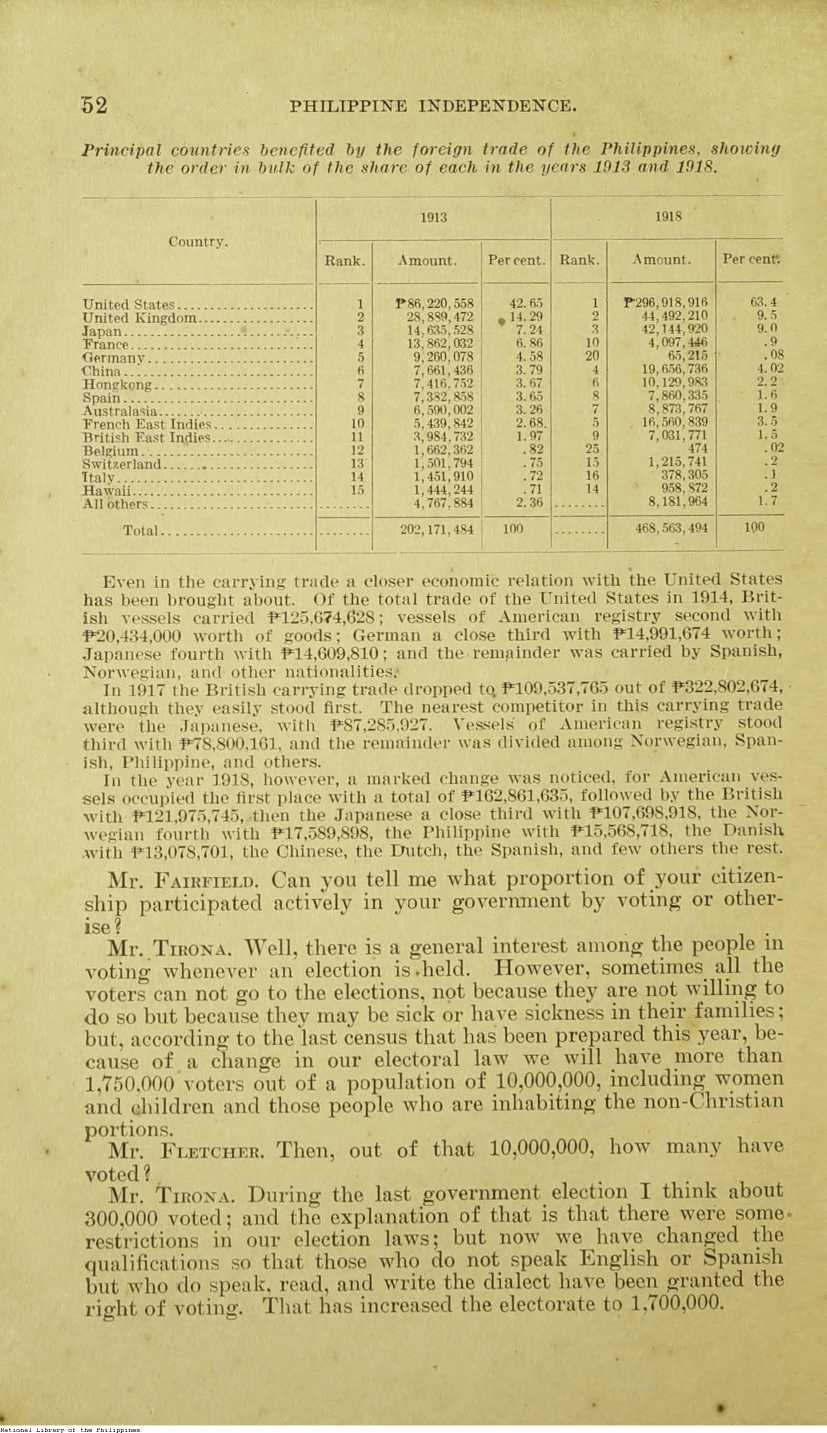 52 PHILIPPINE INDEPENDENCE.
Principal countries benefited by the foreign trade of the Philippines, showing
the order in bulk of the share of each in the years 1913 and 1918.
Country. 1913 1918
Rank. Amount. Per cent. Rank. Amount. Per cent.
United States 1 ₱86,220,558 42.65 1 ₱296,918,916 63.4
United Kingdom 2 28,889,472 14.29 2 44,492,210 9.5
Japan 3 14,635,528 7.24 3 42,144,920 9.0
France 4 13,862,032 6.86 10 4,097,446 .9
Germany 5 9,260,078 4.58 20 65,215 .08
China 6 7,661,436 3.79 4 19,656,736 4.02
Hongkong 7 7,416,752 3.67 6 10,129,983 2.2
Spain 8 7,382,858 3.65 8 7,860,335 1.6
Australasia 9 6,590,002 3.26 7 8,873,767 1.9
French East Indies 10 5,439,842 2.68 5 16,560,839 3.5
British East Indies 11 3,984,732 1.97 9 7,031,771 1.5
Belgium 12 1,662,362 .82 25 474 .02
Switzerland 13 1,501,794 .75 15 1,215,741 .2
Italy 14 1,451,910 .72 16 378,305 .1
Hawaii 15 1,444,244 .71 14 958,872 .2
All others 4,767,884 2.36 8,181,964 1.7
Total 202,171,484 100 468,563,494 100
Even in the carrying trade a closer economic relation with the United States
has been brought about. Of the total trade of the United States in 1914, Brit-
ish vessels carried ₱125,674,628; vessels of American registry second with
₱20,434,000 worth of goods; German a close third with ₱14,991,674 worth;
Japanese fourth with ₱14,609,810; and the remainder was carried by Spanish,
Norwegian, and other nationalities.
In 1917 the British carrying trade dropped to ₱109,537,765 out of ₱322,802,674,
although they easily stood first. The nearest competitor in this carrying trade
were the Japanese, with ₱87,285,927. Vessels of American registry stood
third with ₱78,800,161, and the remainder was divided among Norwegian, Span-
ish, Philippine, and others.
In the year 1918, however, a marked change was noticed, for American ves-
sels occupied the first place with a total of ₱162,861,635, followed by the British
with ₱121,975,745, then the Japanese a close third with ₱107,698,918, the Nor-
wegian fourth with ₱17,589,898, the Philippine with ₱15,568,718, the Danish
with ₱13,078,701, the Chinese, the Dutch, the Spanish, and few others the rest.
Mr. FAIRFIELD. Can you tell me what proportion of your citizen-
ship participated actively in your government by voting or other-
ise?
Mr. TIRONA. Well, there is a general interest among the people in
voting whenever an election is held. However, sometimes all the
voters can not go to the elections, not because they are not willing to
do so but because they may be sick or have sickness in their families;
but, according to the last census that has been prepared this year, be-
cause of a change in our electoral law we will have more than
1,750,000 voters out of a population of 10,000,000, including women
and children and those people who are inhabiting the non-Christian
portions.
Mr. FLETCHER. Then, out of that 10,000,000, how many have
voted?
Mr. TIRONA. During the last government election I think about
300,000 voted; and the explanation of that is that there were some
restrictions in our election laws; but now we have changed the
qualifications so that those who do not speak English or Spanish
but who do speak, read, and write the dialect have been granted the
right of voting. That has increased the electorate to 1,700,000.
National Library of the Philippines